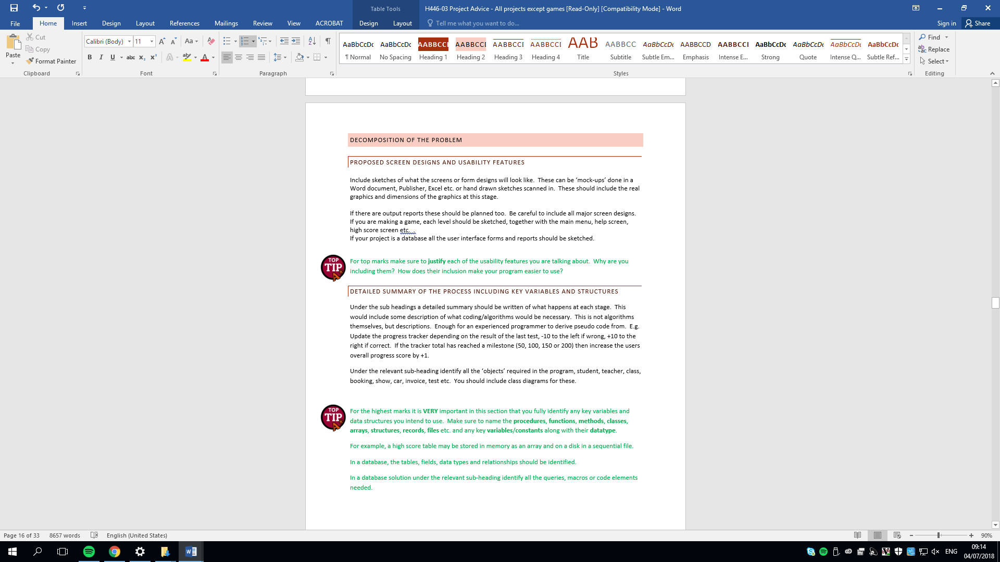 Table Tools
H446-03 Project Advice - All projects except games [Read-Only] [Compatibility Mode] - Word
File Home Insert Design Layout References Mailings Review View ACROBAT Design Layout Tell me what you want to do... Sign in Share
Cut
Copy
Paste
Format Painter
Clipboard
Calibri (Body) 11
Font
Paragraph
AaBbCcDc AaBbCcDc AABBCCI AABBCCI AABBCCI AABBCCI AAB AABBCC AaBbCcDc AABBCCD AABBCCI AaBbCcDc AaBbCcDc AaBbCcDc AaBbCcDc
¶ Normal No Spacing Heading 1 Heading 2 Heading 3 Heading 4 Title Subtitle Subtle Em... Emphasis Intense E... Strong Quote Intense Q... Subtle Ref...
Styles
Find
Replace
Select
Editing
DECOMPOSITION OF THE PROBLEM
PROPOSED SCREEN DESIGNS AND USABILITY FEATURES
Include sketches of what the screens or form designs will look like. These can be ‘mock-ups’ done in a
Word document, Publisher, Excel etc. or hand drawn sketches scanned in. These should include the real
graphics and dimensions of the graphics at this stage.
If there are output reports these should be planned too. Be careful to include all major screen designs.
If you are making a game, each level should be sketched, together with the main menu, help screen,
high score screen etc. .
If your project is a database all the user interface forms and reports should be sketched.
TOP
TIP
A*
For top marks make sure to justify each of the usability features you are talking about. Why are you
including them? How does their inclusion make your program easier to use?
DETAILED SUMMARY OF THE PROCESS INCLUDING KEY VARIABLES AND STRUCTURES
Under the sub headings a detailed summary should be written of what happens at each stage. This
would include some description of what coding/algorithms would be necessary. This is not algorithms
themselves, but descriptions. Enough for an experienced programmer to derive pseudo code from. E.g.
Update the progress tracker depending on the result of the last test, -10 to the left if wrong, +10 to the
right if correct. If the tracker total has reached a milestone (50, 100, 150 or 200) then increase the users
overall progress score by +1.
Under the relevant sub-heading identify all the ‘objects’ required in the program, student, teacher, class,
booking, show, car, invoice, test etc. You should include class diagrams for these.
TOP
TIP
A*
For the highest marks it is VERY important in this section that you fully identify any key variables and
data structures you intend to use. Make sure to name the procedures, functions, methods, classes,
arrays, structures, records, files etc. and any key variables/constants along with their datatype.
For example, a high score table may be stored in memory as an array and on a disk in a sequential file.
In a database, the tables, fields, data types and relationships should be identified.
In a database solution under the relevant sub-heading identify all the queries, macros or code elements
needed.
Page 16 of 33 8657 words English (United States) 90%
ENG
09:14
04/07/2018